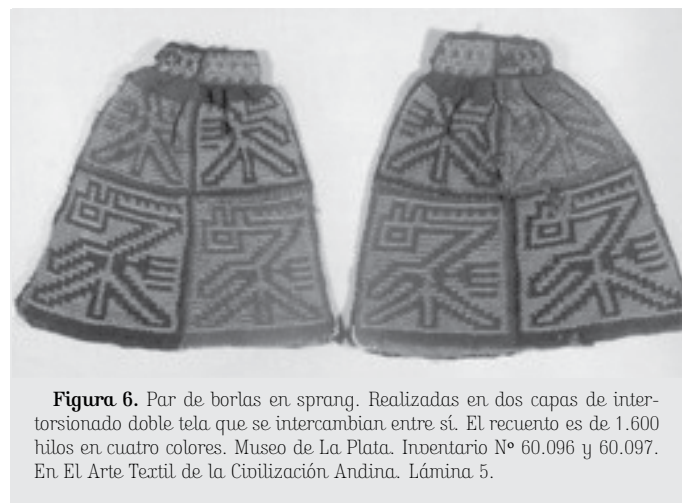 Figura 6. Par de borlas en sprang. Realizadas en dos capas de inter-
torsionado doble tela que se intercambian entre sí. El recuento es de 1.600
hilos en cuatro colores. Museo de La Plata. Inventario Nº 60.096 y 60.097.
En El Arte Textil de la Civilización Andina. Lámina 5.